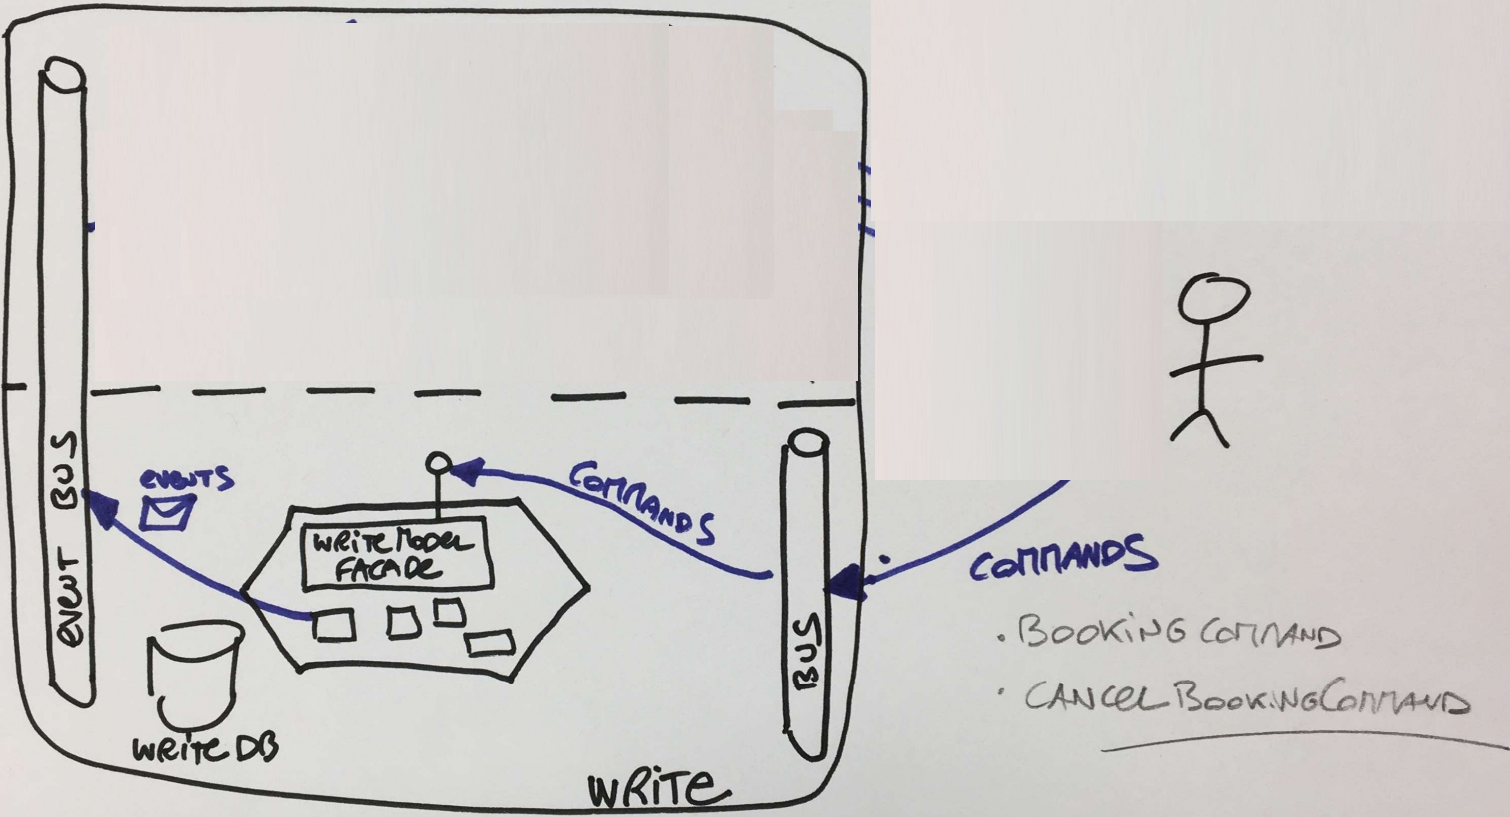 EVENT BUS
EVENTS
COMMANDS
WRITE MODEL
FACADE
WRITE DB
BUS
WRITE
COMMANDS
. BOOKING COMMAND
. CANCEL BOOKING COMMAND